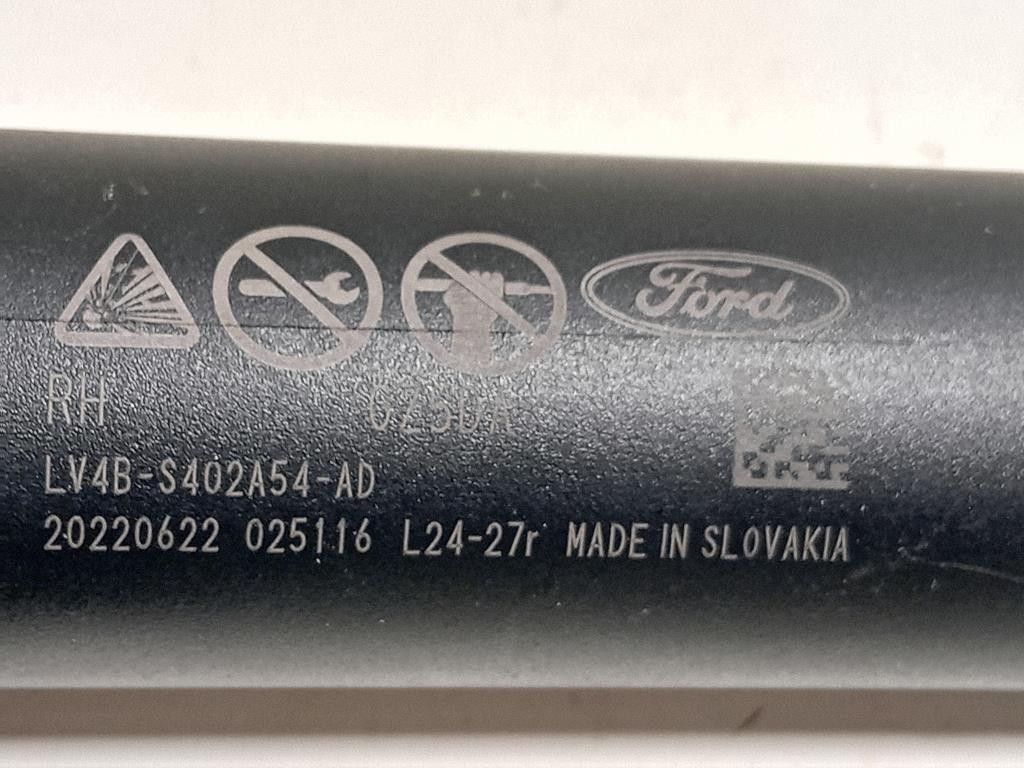 Ford
RH
LV4B-S402A54-AD
20220622 025116 L24-27r MADE IN SLOVAKIA